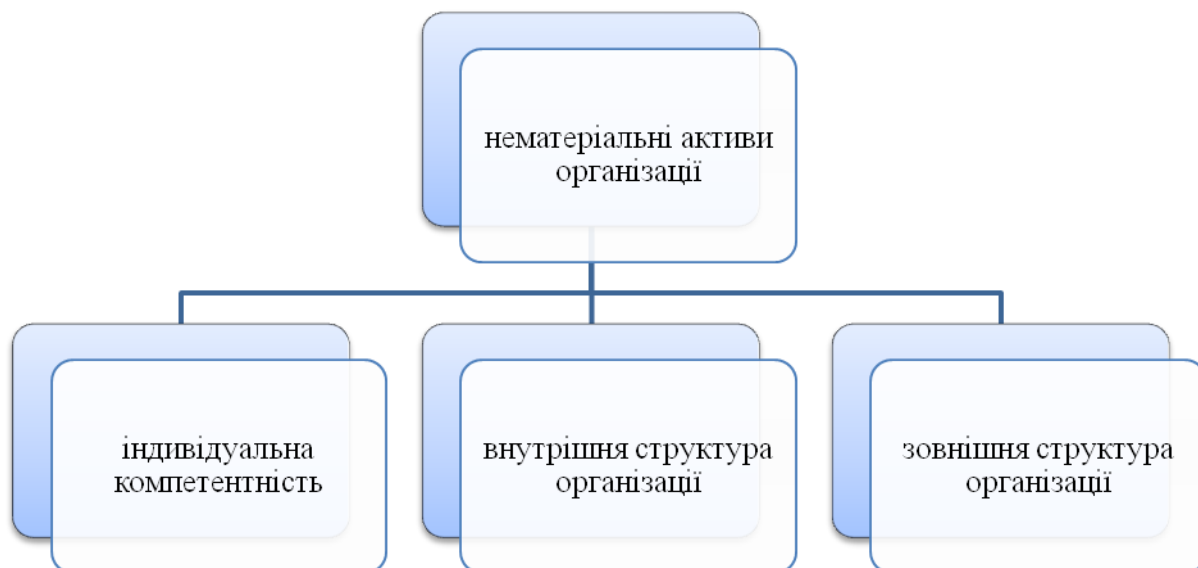 нематеріальні активи
організації
індивідуальна
компетентність
внутрішня структура
організації
зовнішня структура
організації